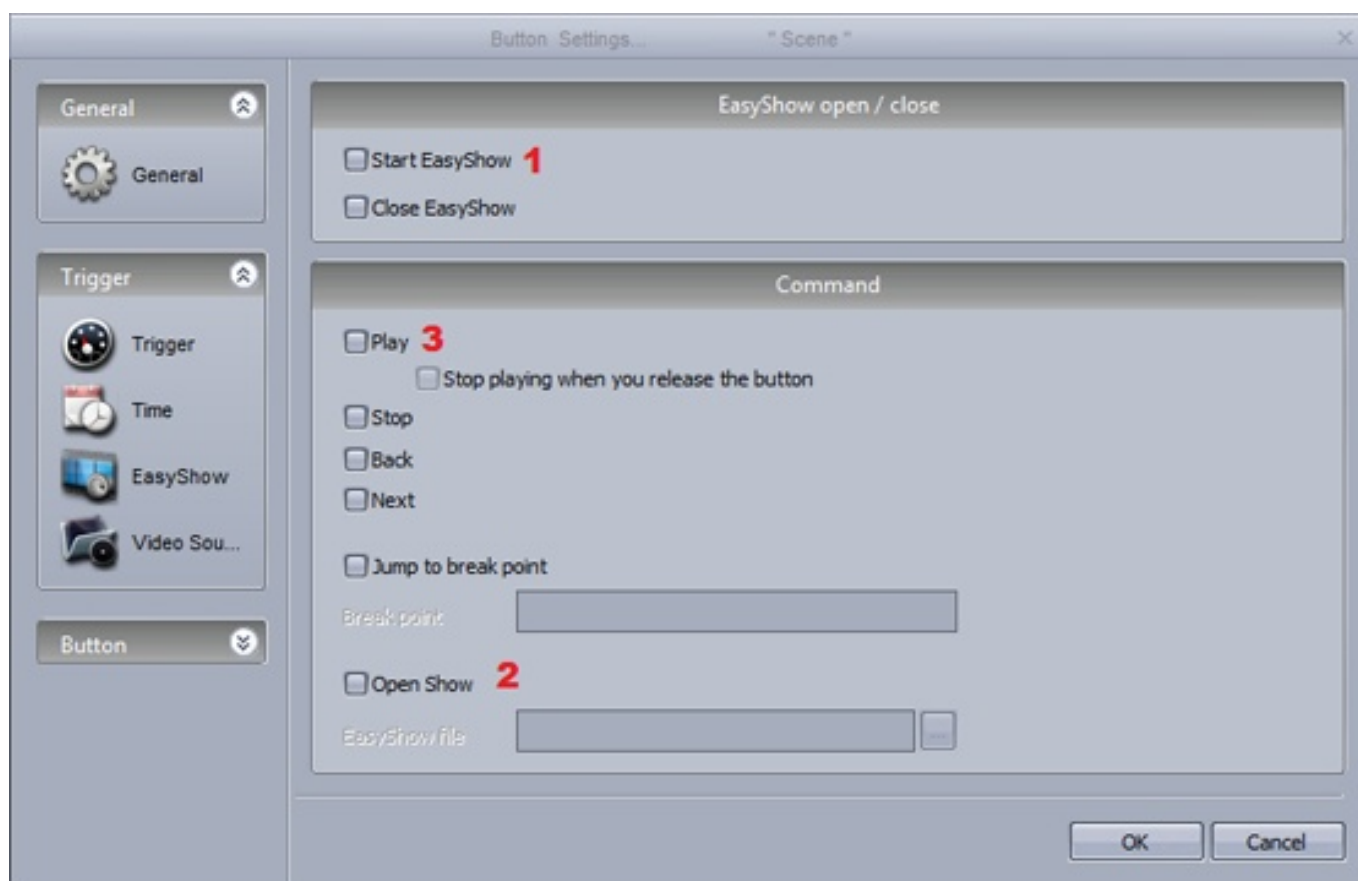 Button Settings... " Scene "
General
General
Trigger
Trigger
Time
EasyShow
Video Sou...
Button
EasyShow open / close
Start EasyShow 1
Close EasyShow
Command
Play 3
Stop playing when you release the button
Stop
Back
Next
Jump to break point
Break point
Open Show 2
EasyShow file
...
OK Cancel